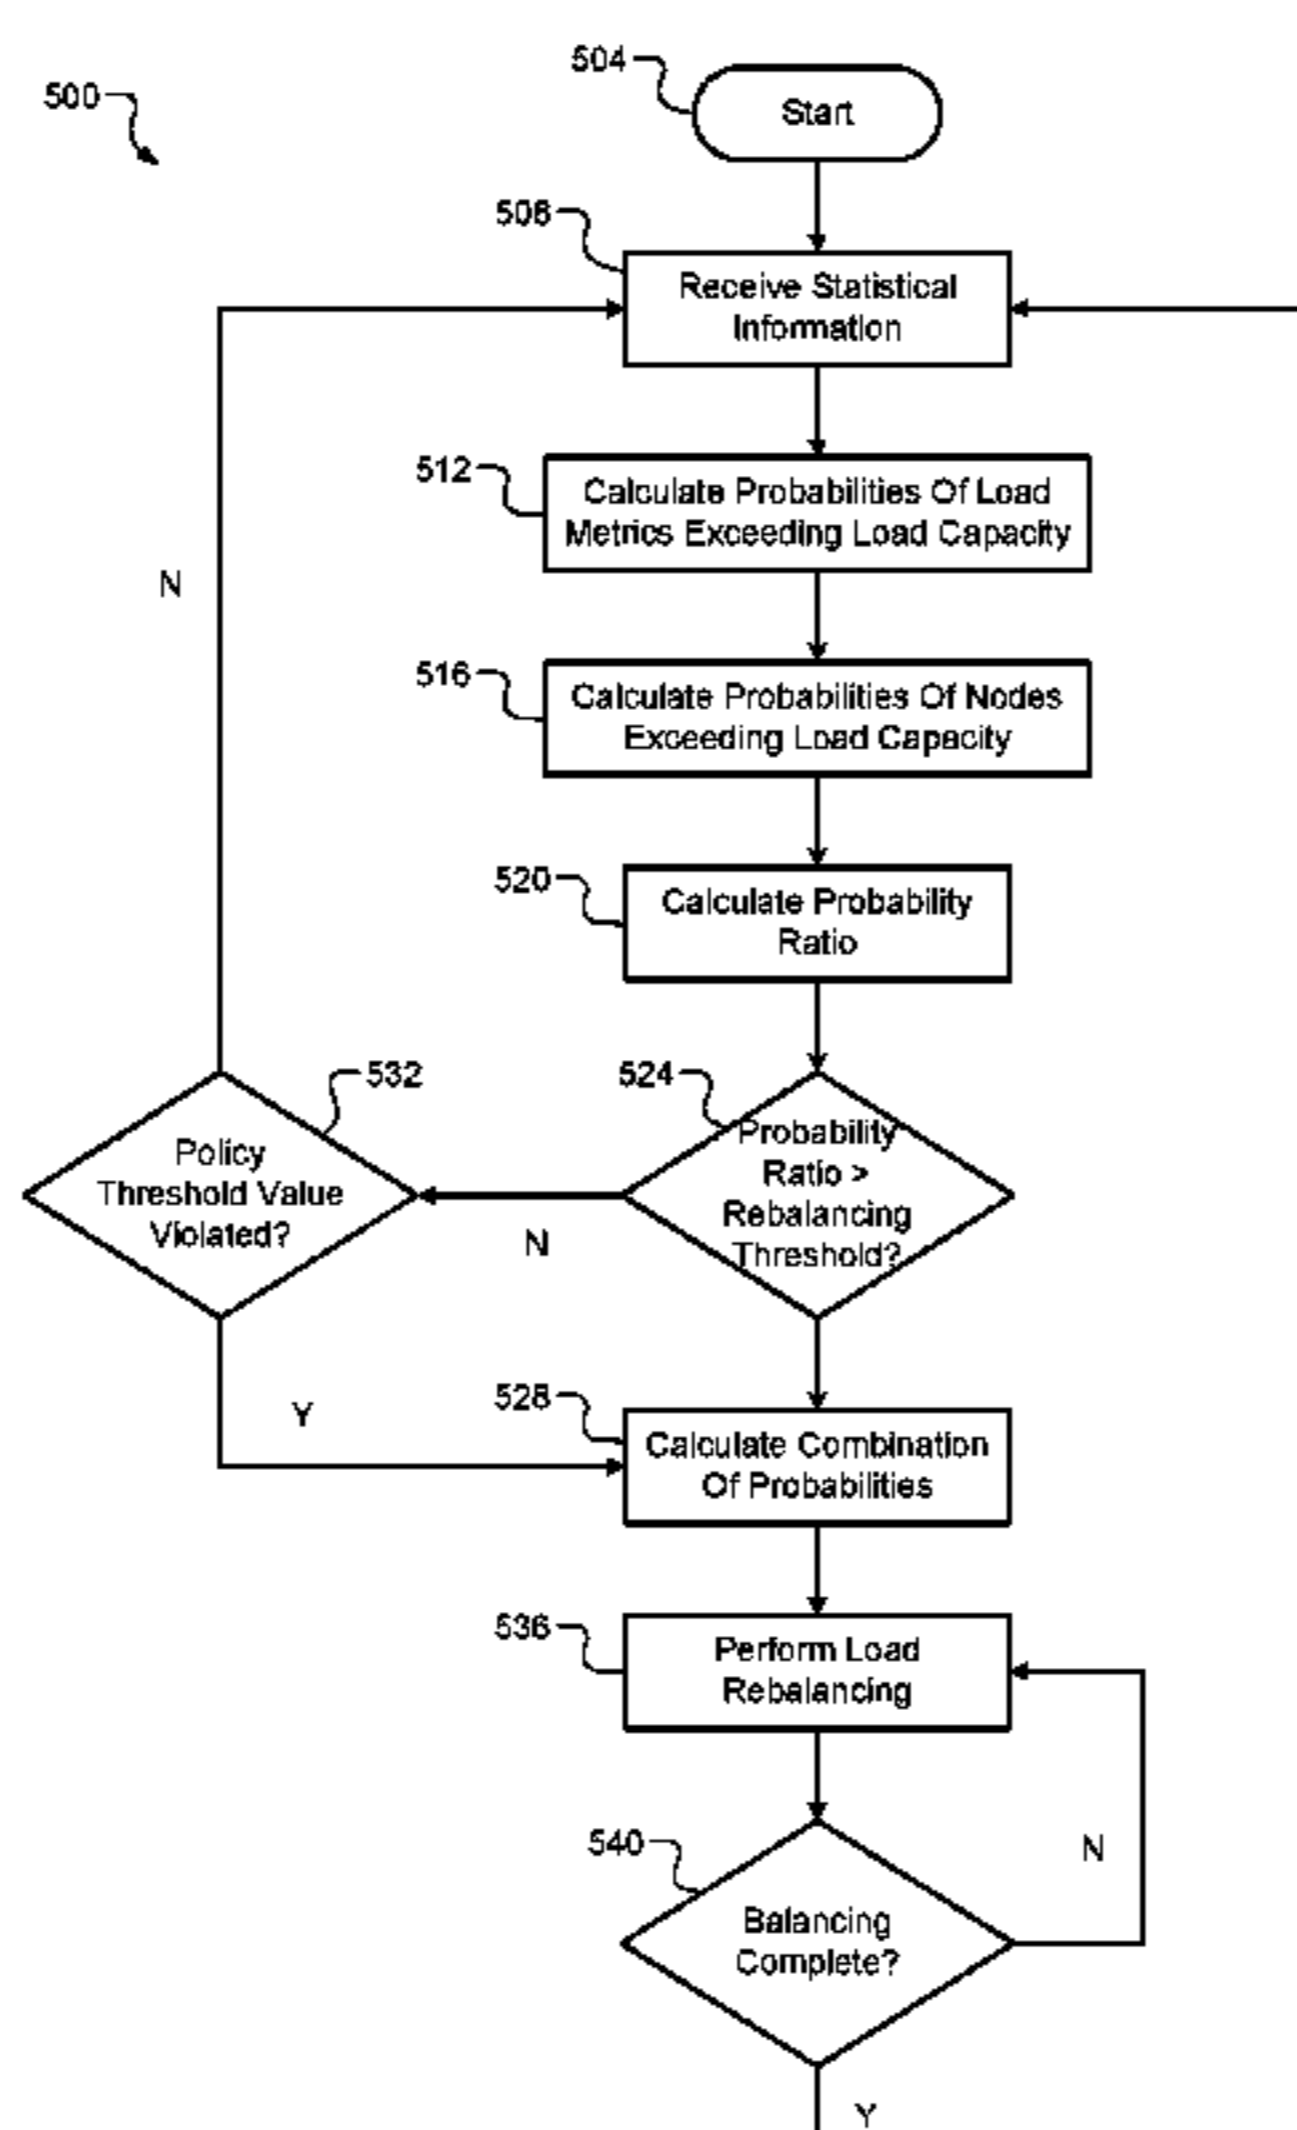 500
504
Start
508
Receive Statistical
Information
512
Calculate Probabilities Of Load
Metrics Exceeding Load Capacity
N
516
Calculate Probabilities Of Nodes
Exceeding Load Capacity
520
Calculate Probability
Ratio
532
Policy
Threshold Value
Violated?
N
524
Probability
Ratio >
Rebalancing
Threshold?
Y
528
Calculate Combination
Of Probabilities
536
Perform Load
Rebalancing
540
Balancing
Complete?
N
Y